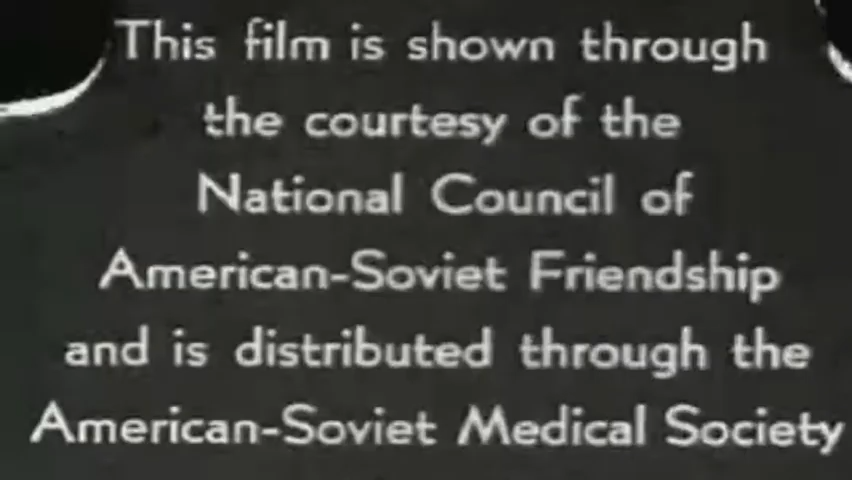 This film is shown through
the courtesy of the
National Council of
American-Soviet Friendship
and is distributed through the
American-Soviet Medical Society